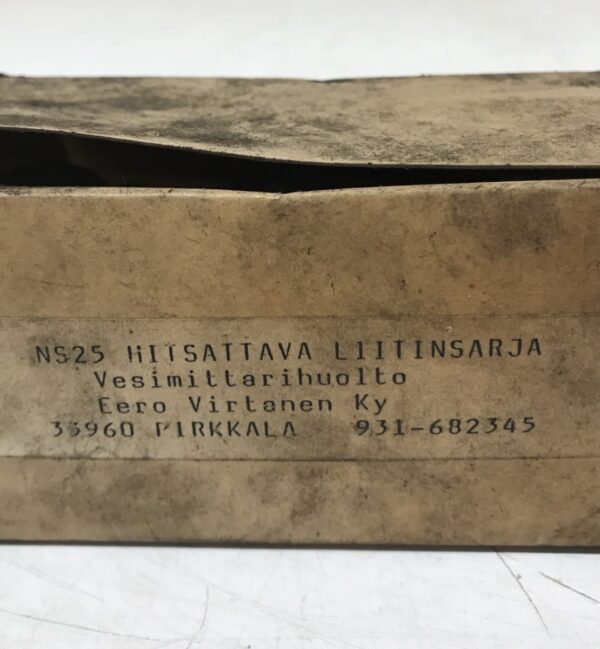 NS25 HITSATTAVA LIITINSARJA
Vesimittarihuolto
Eero Virtanen Ky
33960 PIRKKALA 931-682345